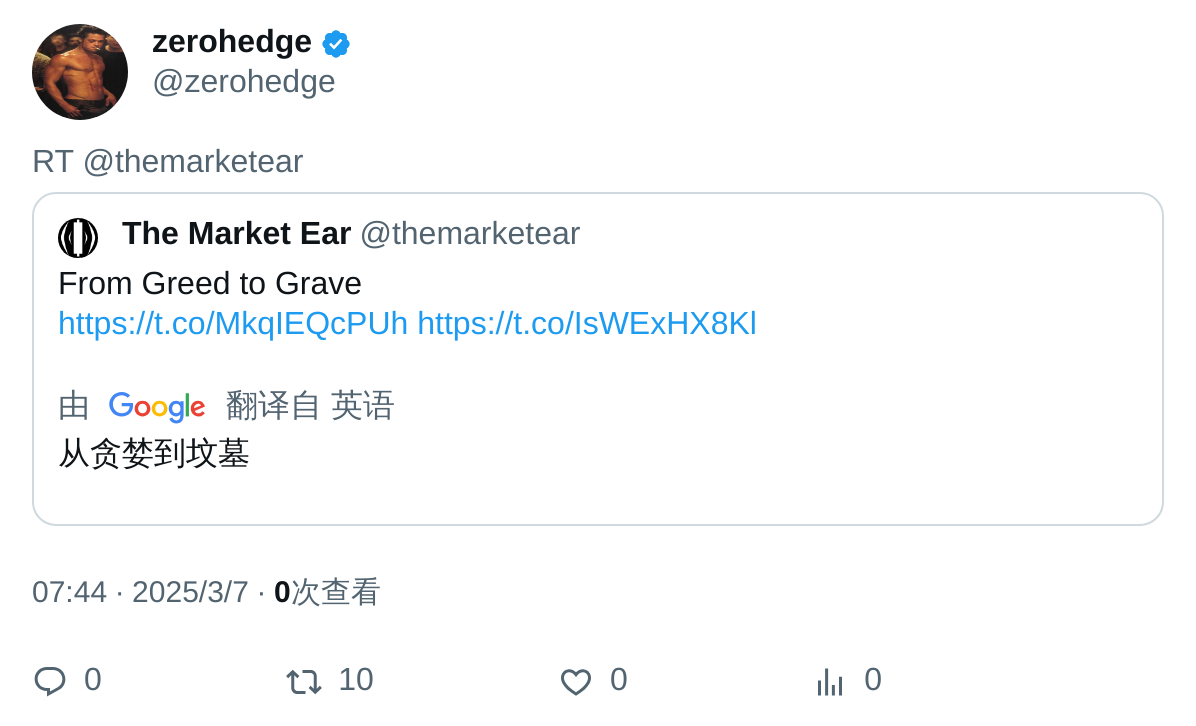 zerohedge
@zerohedge
RT @themarketear
The Market Ear @themarketear
From Greed to Grave
https://t.co/MkqIEQcPUh https://t.co/IsWExHX8Kl
由 Google 翻译自 英语
从贪婪到坟墓
07:44 · 2025/3/7 · 0次查看
0 10 0 0